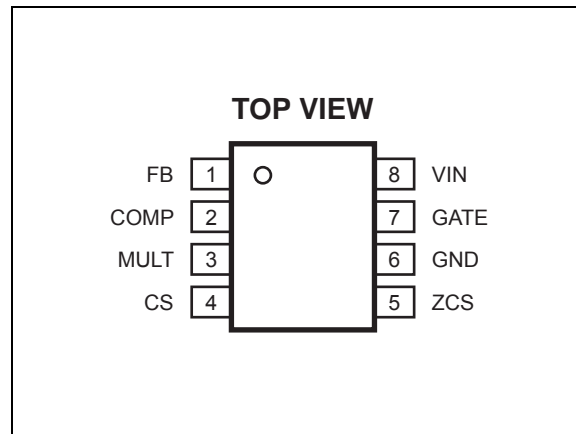 TOP VIEW
FB 1 8 VIN
COMP 2 7 GATE
MULT 3 6 GND
CS 4 5 ZCS